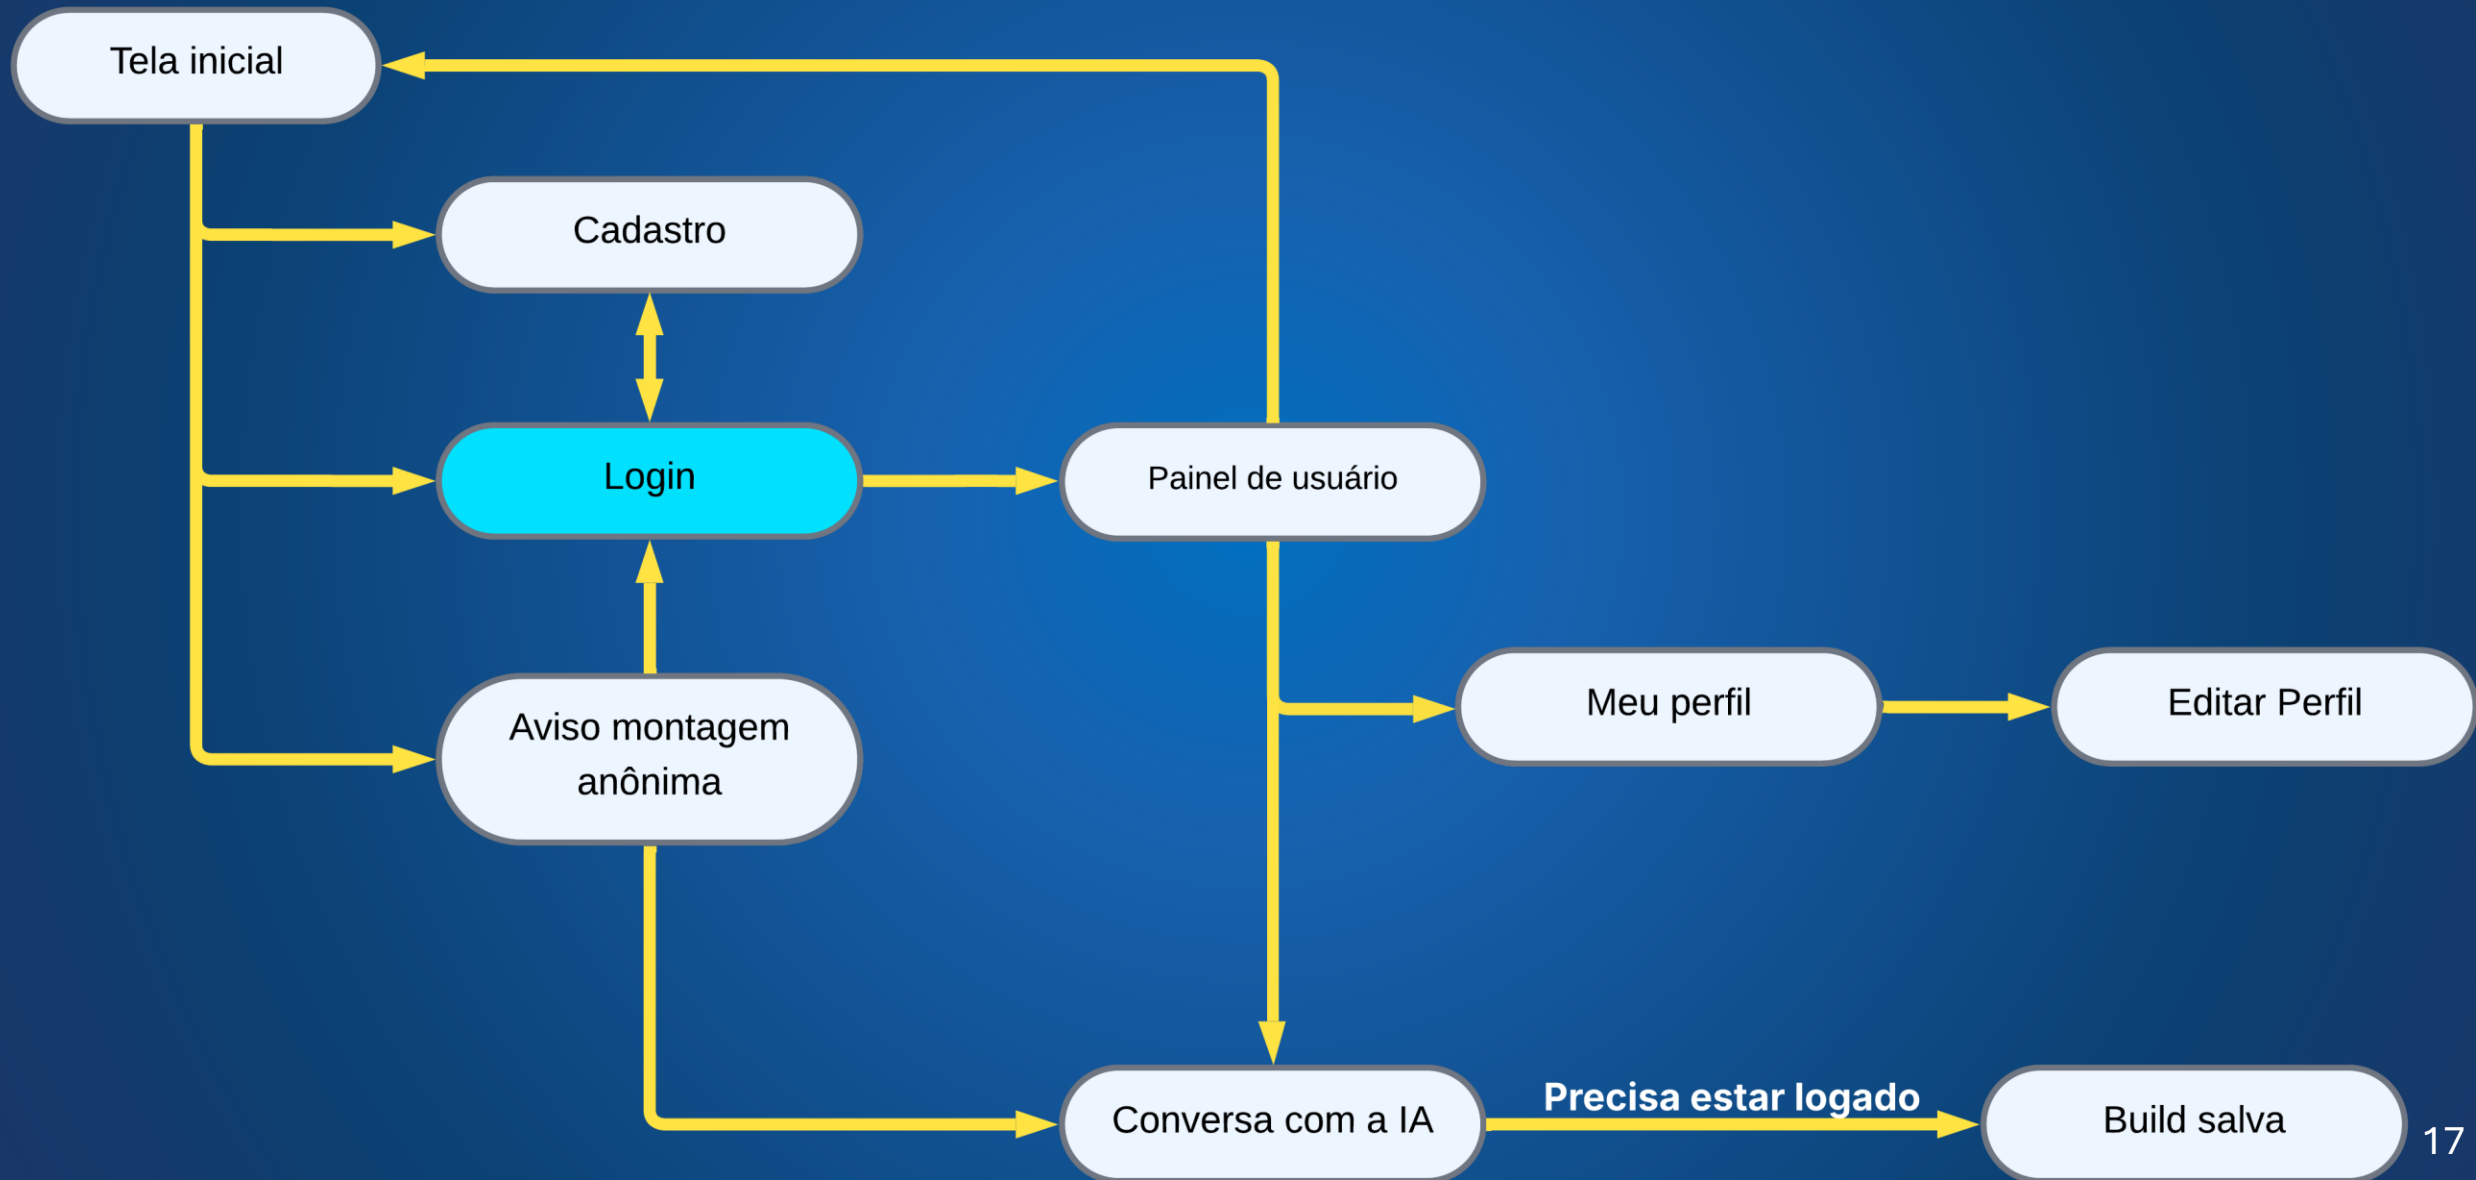 Tela inicial
Cadastro
Login
Painel de usuário
Aviso montagem
anônima
Meu perfil
Editar Perfil
Conversa com a IA
Precisa estar logado
Build salva
17